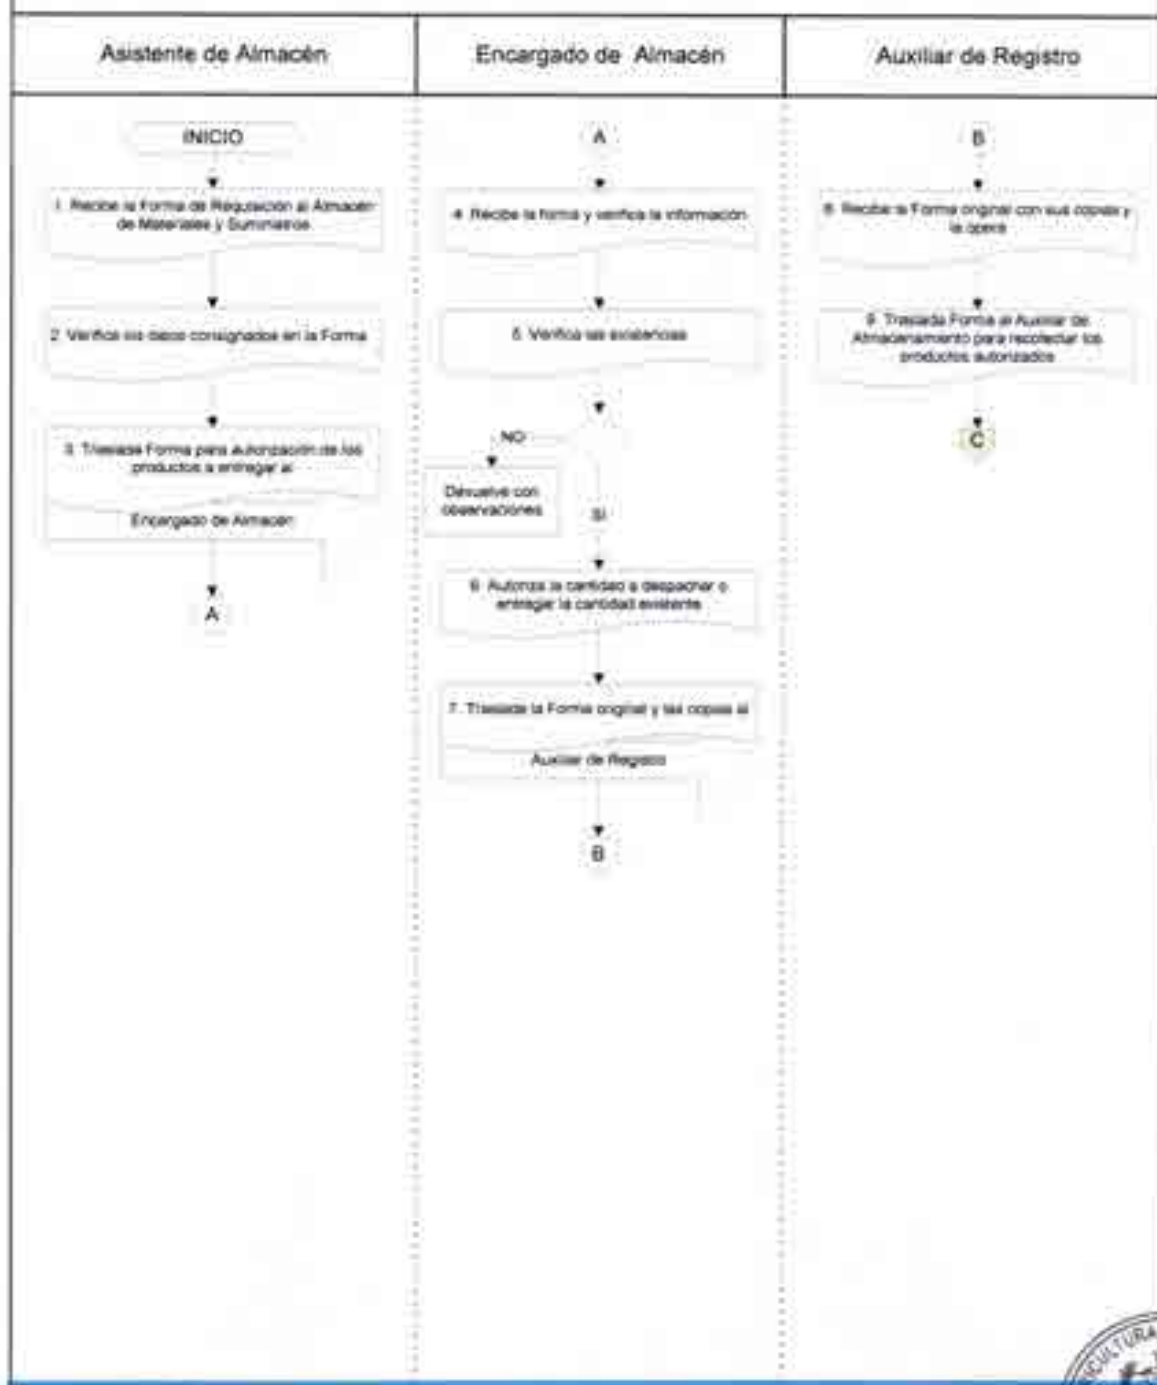 Asistente de Almacén
Encargado de Almacén
Auxiliar de Registro
INICIO
1. Recibe la Forma de Requisición al Almacén
de Materiales y Suministros
2. Verifica los datos consignados en la Forma
3. Traslada Forma para autorización de los
productos a entregar al
Encargado de Almacén
A
A
4. Recibe la forma y verifica la información
5. Verifica las existencias
NO
Devuelve con
observaciones
SI
6. Autoriza la cantidad a despachar o
entregar la cantidad existente
7. Traslada la Forma original y las copias al
Auxiliar de Registro
B
B
8. Recibe la Forma original con sus copias y
la opera
9. Traslada Forma al Auxiliar de
Almacenamiento para recolectar los
productos autorizados
C